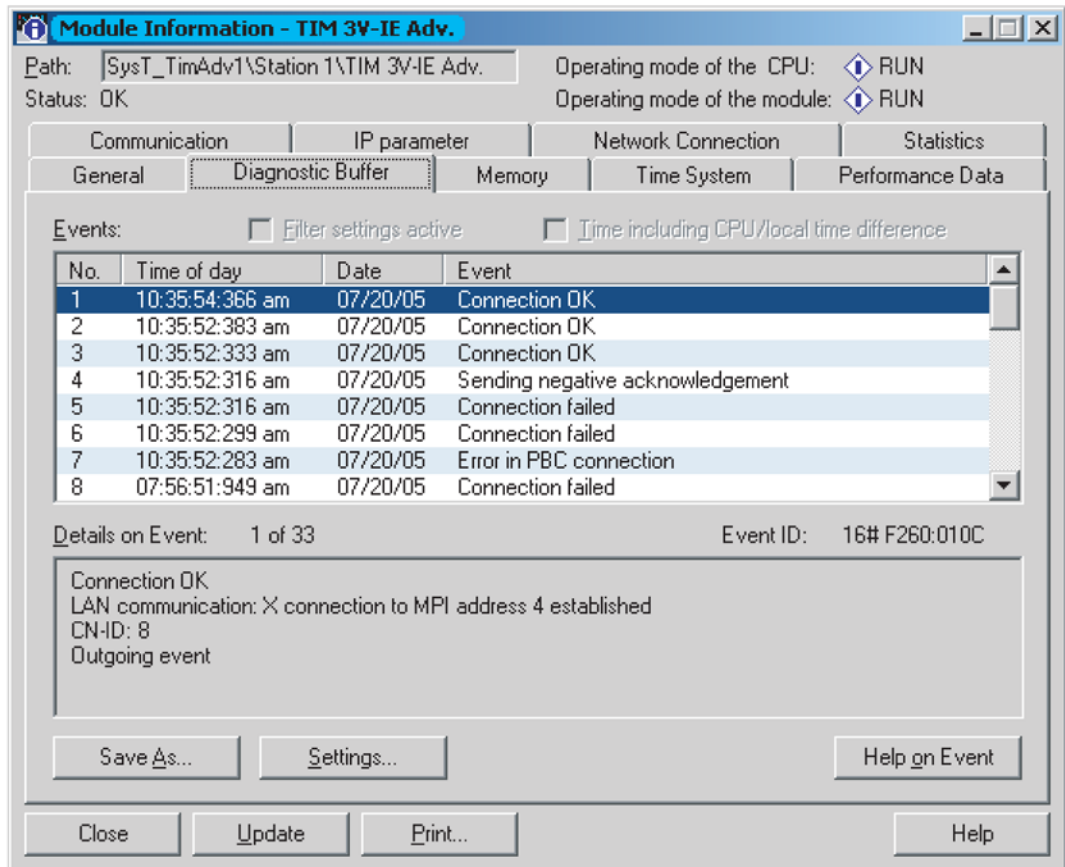 Module Information - TIM 3V-IE Adv.
Path: SysT_TimAdv1\Station 1\TIM 3V-IE Adv. Operating mode of the CPU: RUN
Status: OK Operating mode of the module: RUN
Communication IP parameter Network Connection Statistics
General Diagnostic Buffer Memory Time System Performance Data
Events: Filter settings active Time including CPU/local time difference
No. Time of day Date Event
1 10:35:54:366 am 07/20/05 Connection OK
2 10:35:52:383 am 07/20/05 Connection OK
3 10:35:52:333 am 07/20/05 Connection OK
4 10:35:52:316 am 07/20/05 Sending negative acknowledgement
5 10:35:52:316 am 07/20/05 Connection failed
6 10:35:52:299 am 07/20/05 Connection failed
7 10:35:52:283 am 07/20/05 Error in PBC connection
8 07:56:51:949 am 07/20/05 Connection failed
Details on Event: 1 of 33 Event ID: 16# F260:010C
Connection OK
LAN communication: X connection to MPI address 4 established
CN-ID: 8
Outgoing event
Save As... Settings... Help on Event
Close Update Print... Help